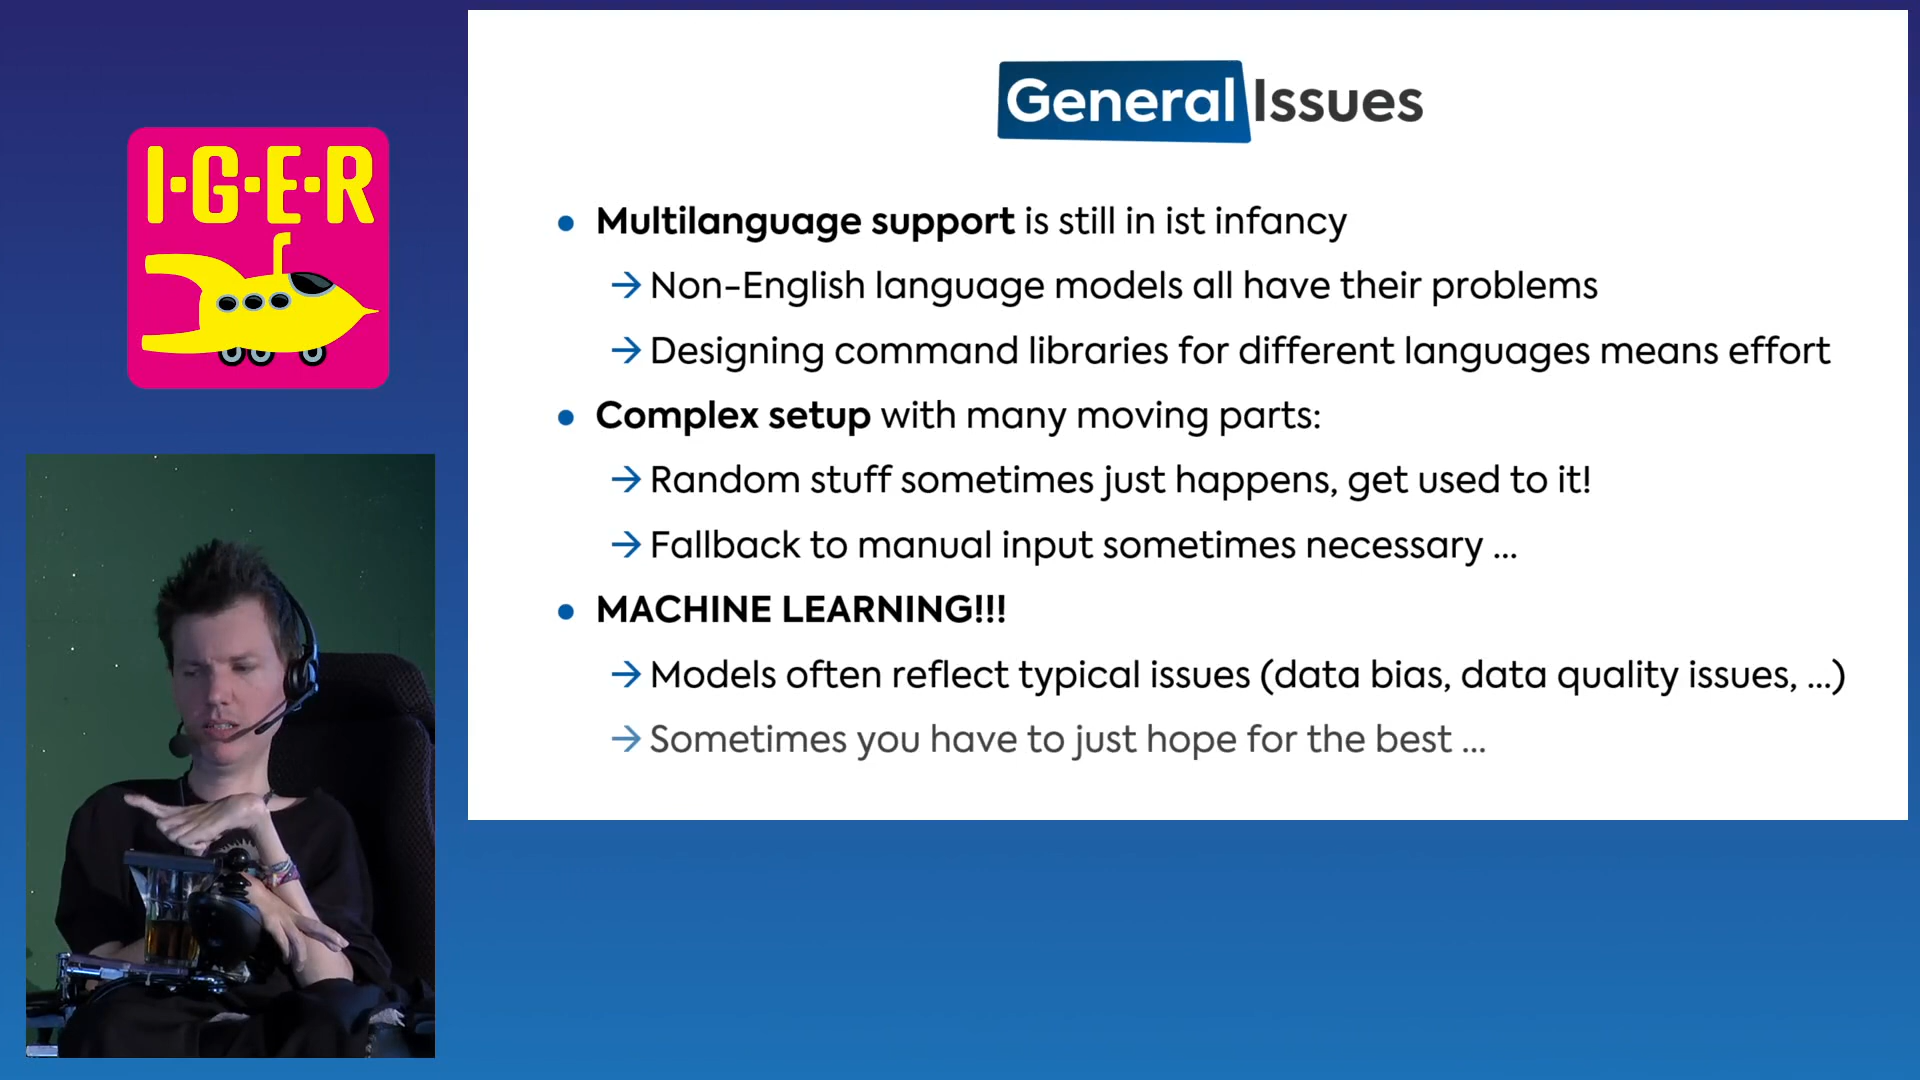 I·G·E·R
General Issues
Multilanguage support is still in ist infancy
→ Non-English language models all have their problems
→ Designing command libraries for different languages means effort
Complex setup with many moving parts:
→ Random stuff sometimes just happens, get used to it!
→ Fallback to manual input sometimes necessary ...
MACHINE LEARNING!!!
→ Models often reflect typical issues (data bias, data quality issues, ...)
→ Sometimes you have to just hope for the best ...